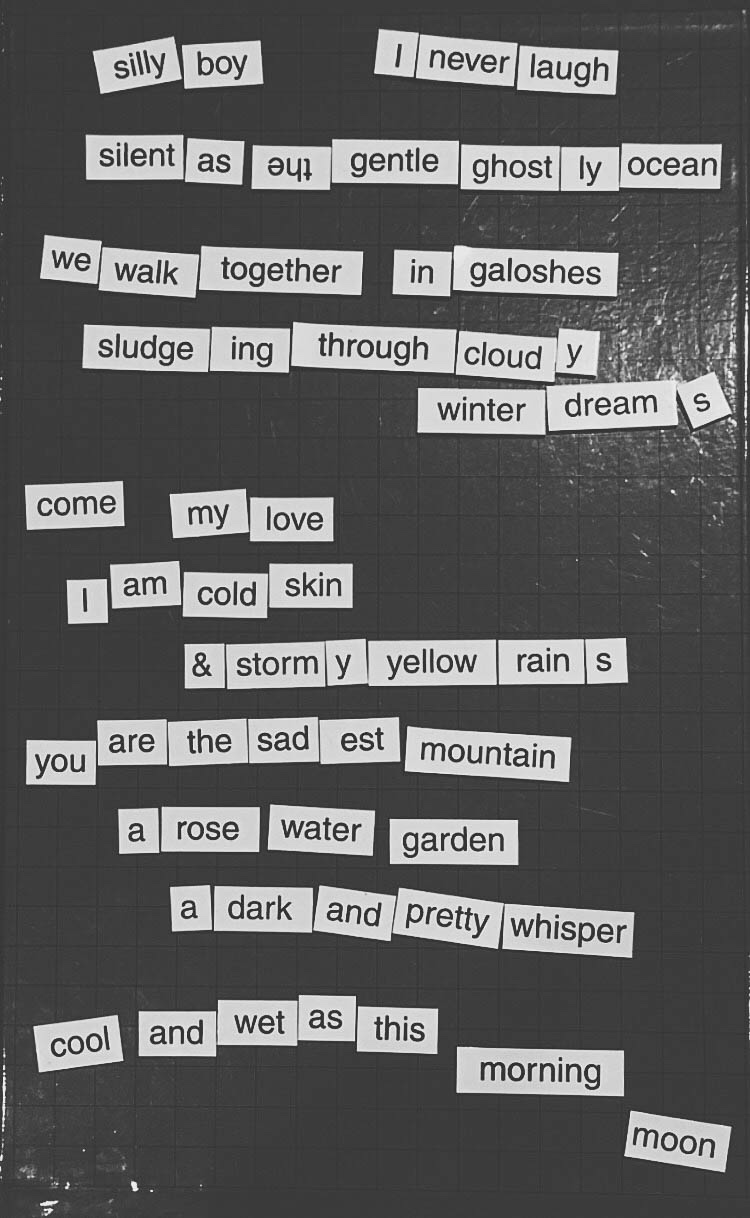 silly boy I never laugh
silent as the gentle ghost ly ocean
we walk together in galoshes
sludge ing through cloud y
winter dream s
come my love
I am cold skin
& storm y yellow rain s
you are the sad est mountain
a rose water garden
a dark and pretty whisper
cool and wet as this
morning
moon